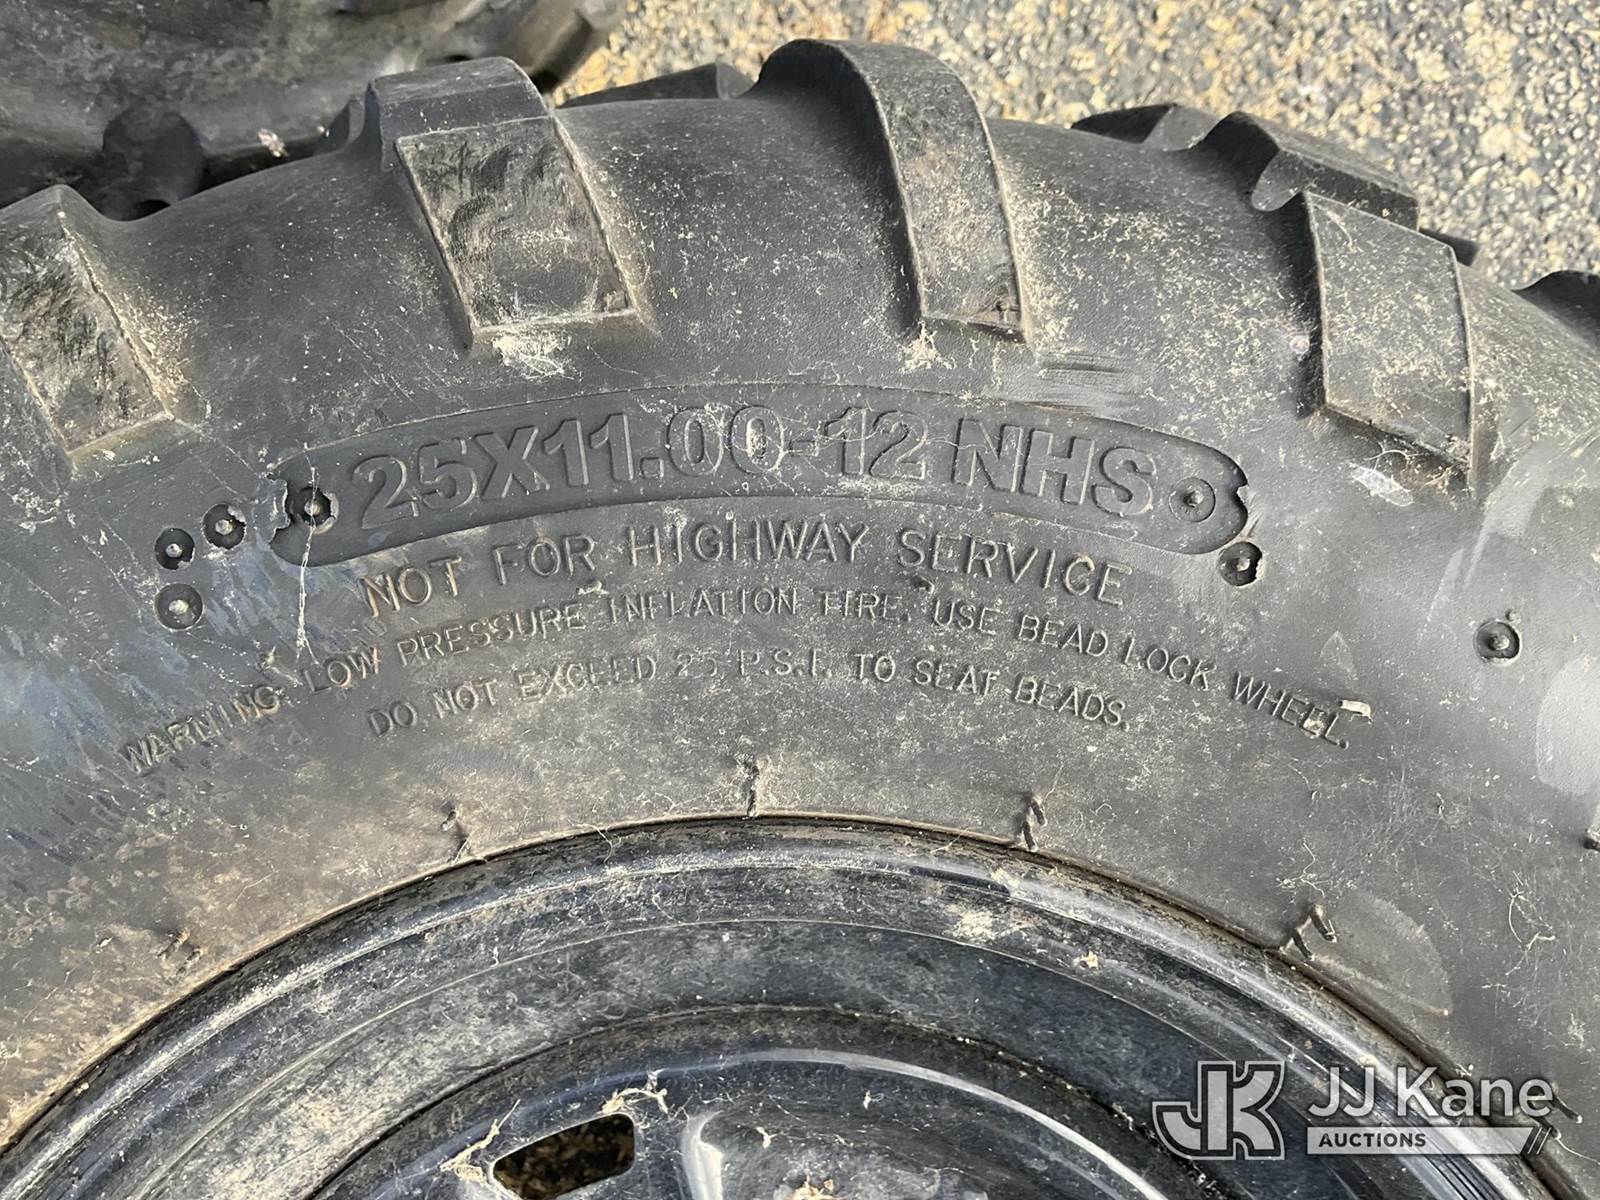 25X11.00-12 NHS
NOT FOR HIGHWAY SERVICE
WARNING: LOW PRESSURE INFLATION TIRE. USE BEAD LOCK WHEEL.
DO NOT EXCEED 25 P.S.I. TO SEAT BEADS.
JK JJ Kane
AUCTIONS